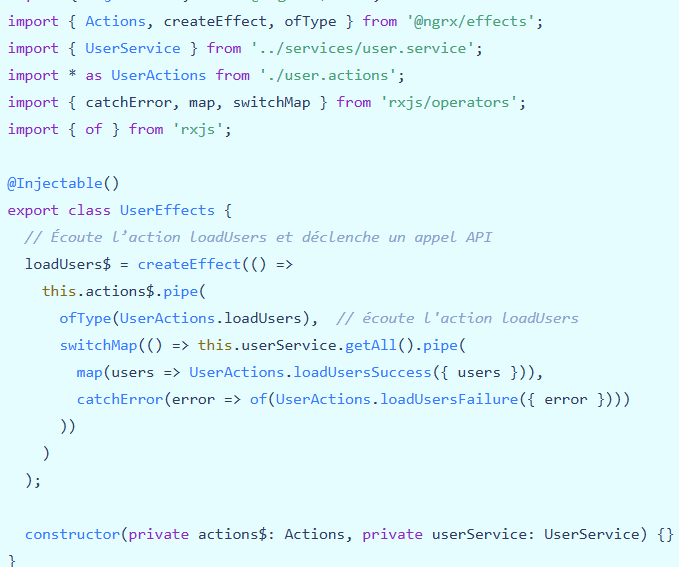 import { Actions, createEffect, ofType } from '@ngrx/effects';
import { UserService } from '../services/user.service';
import * as UserActions from './user.actions';
import { catchError, map, switchMap } from 'rxjs/operators';
import { of } from 'rxjs';

@Injectable()
export class UserEffects {
  // Écoute l’action loadUsers et déclenche un appel API
  loadUsers$ = createEffect(() =>
    this.actions$.pipe(
      ofType(UserActions.loadUsers),  // écoute l'action loadUsers
      switchMap(() => this.userService.getAll().pipe(
        map(users => UserActions.loadUsersSuccess({ users })),
        catchError(error => of(UserActions.loadUsersFailure({ error })))
      ))
    )
  );

  constructor(private actions$: Actions, private userService: UserService) {}
}